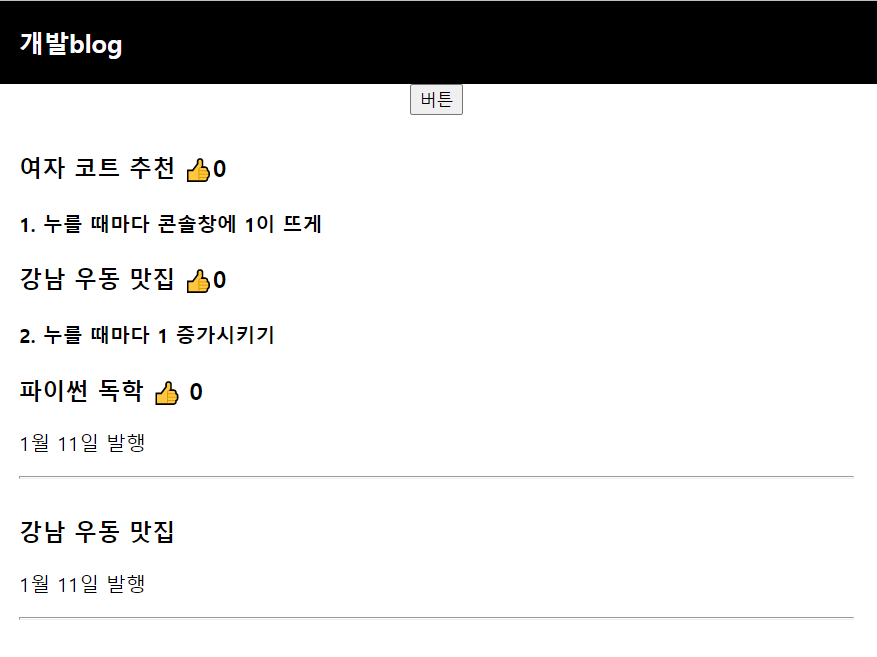 개발blog
버튼
여자 코트 추천 👍0
1. 누를 때마다 콘솔창에 1이 뜨게
강남 우동 맛집 👍0
2. 누를 때마다 1 증가시키기
파이썬 독학 👍 0
1월 11일 발행
강남 우동 맛집
1월 11일 발행